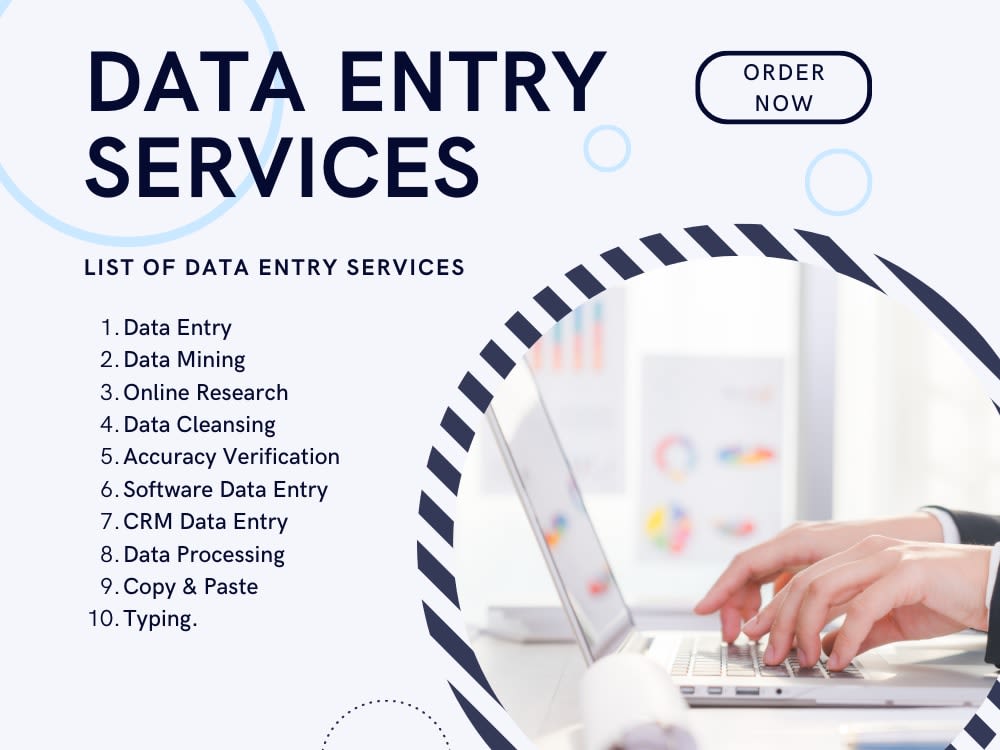 DATA ENTRY
SERVICES
ORDER
NOW
LIST OF DATA ENTRY SERVICES
1. Data Entry
2. Data Mining
3. Online Research
4. Data Cleansing
5. Accuracy Verification
6. Software Data Entry
7. CRM Data Entry
8. Data Processing
9. Copy & Paste
10. Typing.